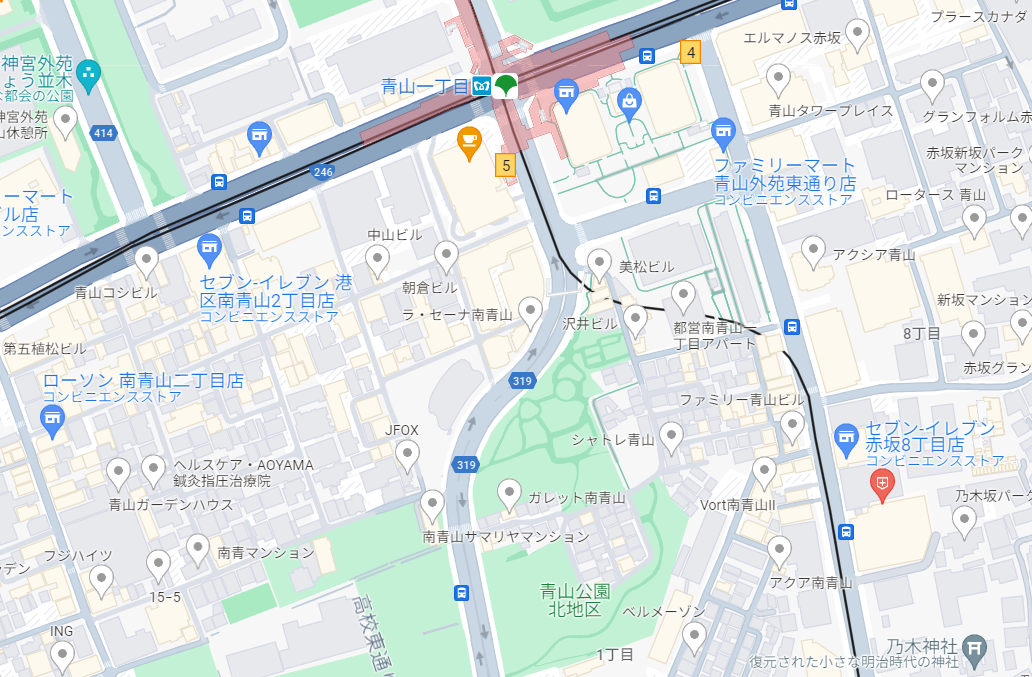 プラースカナダ
エルマノス赤坂
4
神宮外苑
ょう並木
な都会の公園
青山一丁目
青山タワープレイス
グランフォルム赤
神宮外苑
山休憩所
414
5
246
ファミリーマート
青山外苑東通り店
コンビニエンスストア
赤坂新坂パーク
マンション
ロータース 青山
ーマート
ビル店
ンスストア
中山ビル
アクシア青山
美松ビル
セブン-イレブン 港
区南青山2丁目店
コンビニエンスストア
青山コシビル
朝倉ビル
ラ・セーナ南青山
沢井ビル
都営南青山一
丁目アパート
新坂マンション
8丁目
第五植松ビル
赤坂グラン
ローソン 南青山二丁目店
コンビニエンスストア
319
ファミリー青山ビル
JFOX
シャトレ青山
セブン-イレブン
赤坂8丁目店
コンビニエンスストア
319
ヘルスケア・AOYAMA
鍼灸指圧治療院
青山ガーデンハウス
ガレット南青山
Vort南青山II
乃木坂パーク
南青山サマリヤマンション
フジハイツ
南青マンション
デン
15-5
青山公園
北地区
アクア南青山
ベルメーゾン
高校東通り
ING
1丁目
乃木神社
復元された小さな明治時代の神社